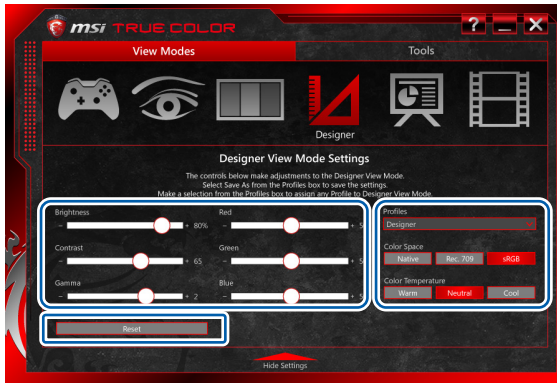 msi TRUE COLOR
? _ X
View Modes
Tools
Designer
Designer View Mode Settings
The controls below make adjustments to the Designer View Mode.
Select Save As from the Profiles box to save the settings.
Make a selection from the Profiles box to assign any Profile to Designer View Mode.
Brightness
- + 80%
Contrast
- + 65
Gamma
- + 2
Red
- + 5
Green
- + 5
Blue
- + 5
Profiles
Designer
Color Space
Native Rec. 709 sRGB
Color Temperature
Warm Neutral Cool
Reset
Hide Settings